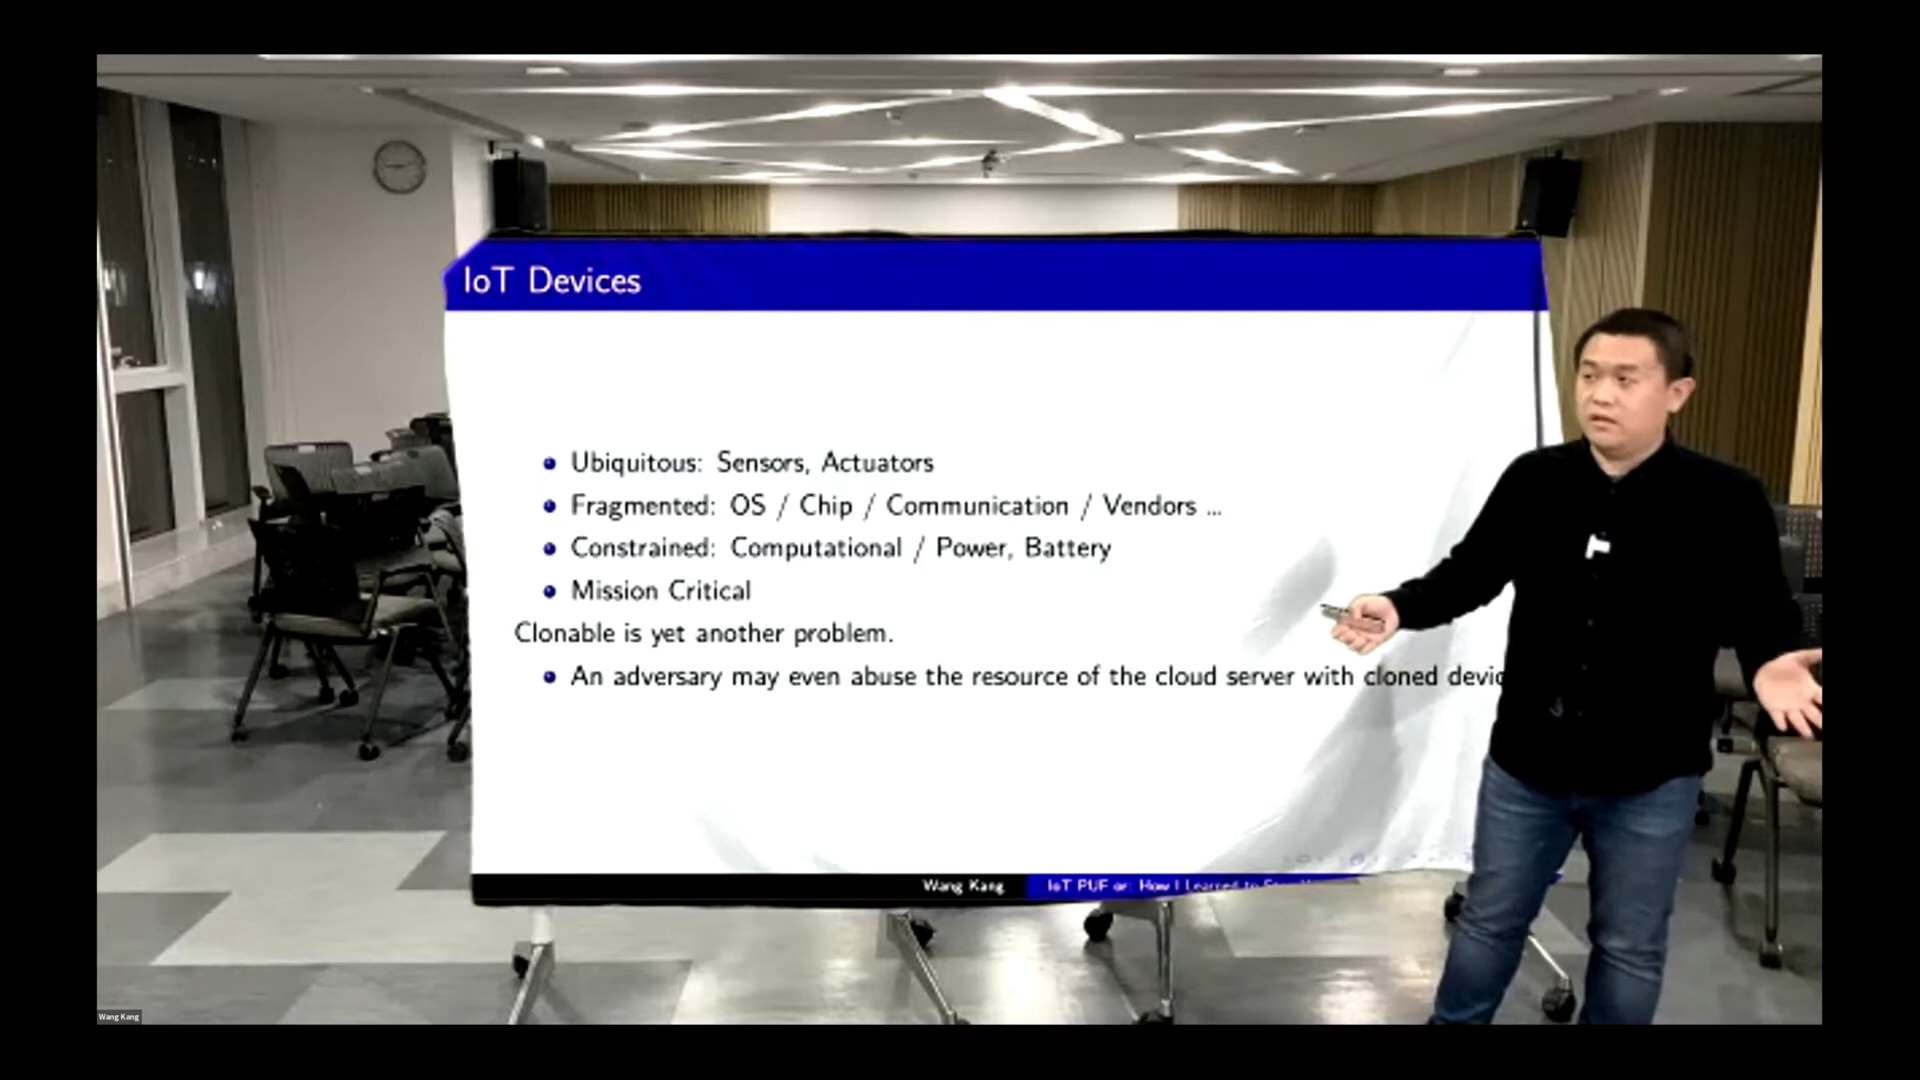 IoT Devices
Ubiquitous: Sensors, Actuators
Fragmented: OS / Chip / Communication / Vendors ...
Constrained: Computational / Power, Battery
Mission Critical
Clonable is yet another problem.
An adversary may even abuse the resource of the cloud server with cloned devic
Wang Kang
IoT PUF or: How I Learned to
Wang Kang